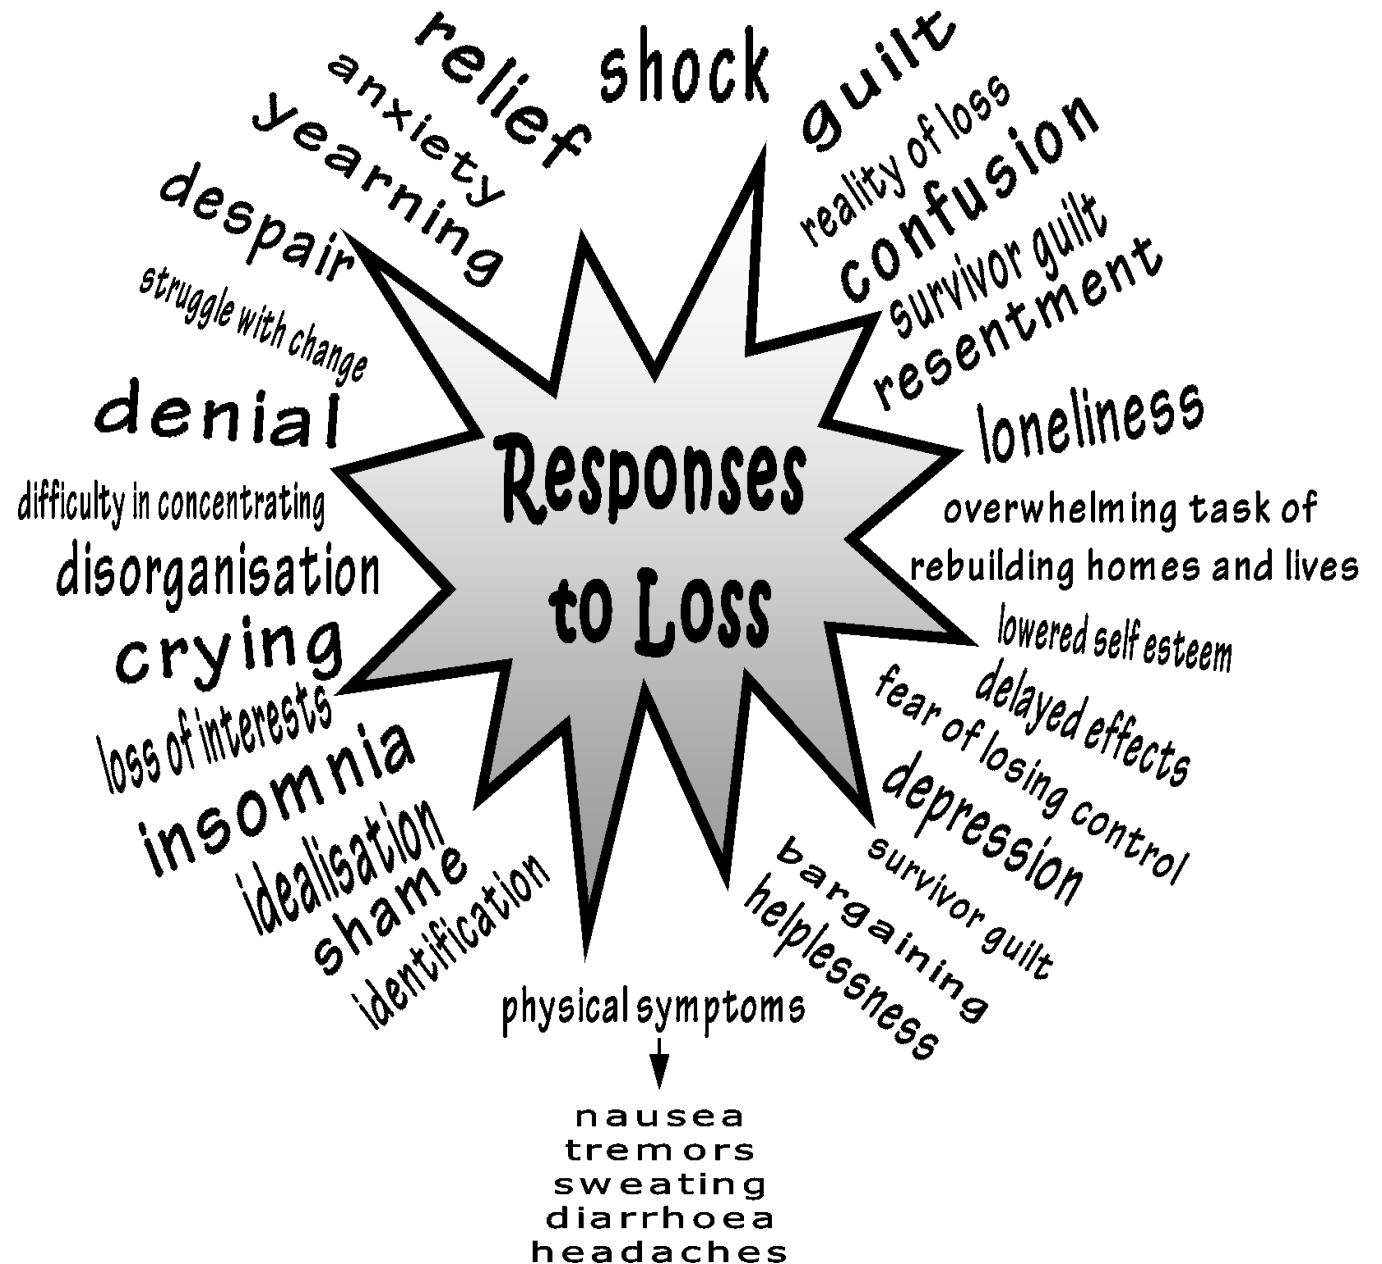 shock
guilt
reality of loss
confusion
survivor guilt
resentment
loneliness
overwhelming task of
rebuilding homes and lives
lowered self esteem
delayed effects
fear of losing control
depression
survivor guilt
bargaining
helplessness
physical symptoms
nausea
tremors
sweating
diarrhoea
headaches
identification
shame
idealisation
insomnia
loss of interests
crying
disorganisation
difficulty in concentrating
denial
struggle with change
despair
yearning
anxiety
relief
Responses
to Loss